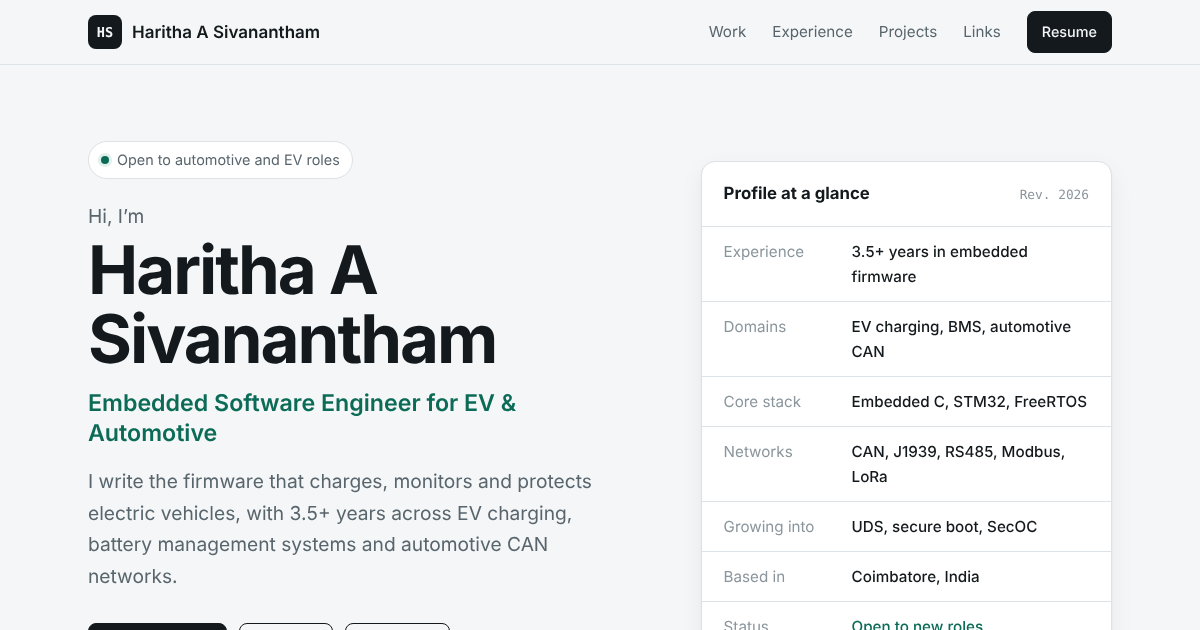 HS
Haritha A Sivanantham
Work
Experience
Projects
Links
Resume
Open to automotive and EV roles
Hi, I’m
Haritha A
Sivanantham
Embedded Software Engineer for EV &
Automotive
I write the firmware that charges, monitors and protects
electric vehicles, with 3.5+ years across EV charging,
battery management systems and automotive CAN
networks.
Profile at a glance
Rev. 2026
Experience
3.5+ years in embedded
firmware
Domains
EV charging, BMS, automotive
CAN
Core stack
Embedded C, STM32, FreeRTOS
Networks
CAN, J1939, RS485, Modbus,
LoRa
Growing into
UDS, secure boot, SecOC
Based in
Coimbatore, India
Status
Open to new roles